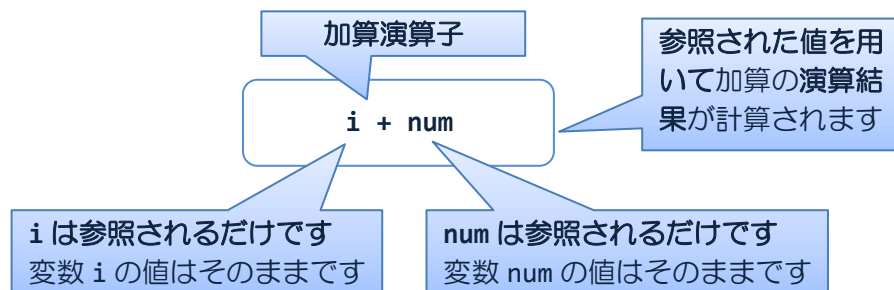 加算演算子
参照された値を用
いて加算の演算結
果が計算されます
i + num
i は参照されるだけです
変数 i の値はそのままです
num は参照されるだけです
変数 num の値はそのままです